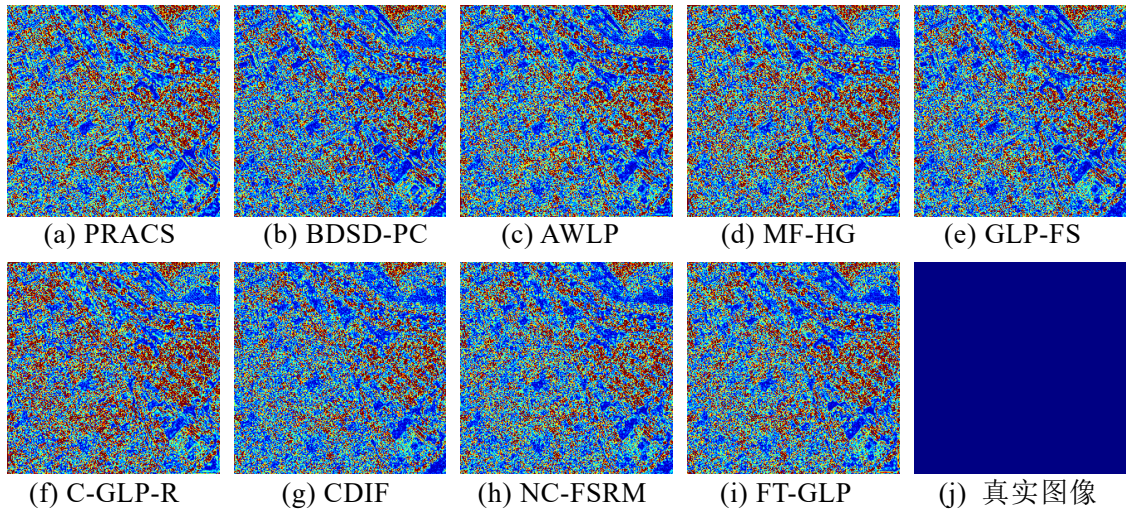 (a) PRACS
(b) BDSD-PC
(c) AWLP
(d) MF-HG
(e) GLP-FS
(f) C-GLP-R
(g) CDIF
(h) NC-FSRM
(i) FT-GLP
(j) 真实图像